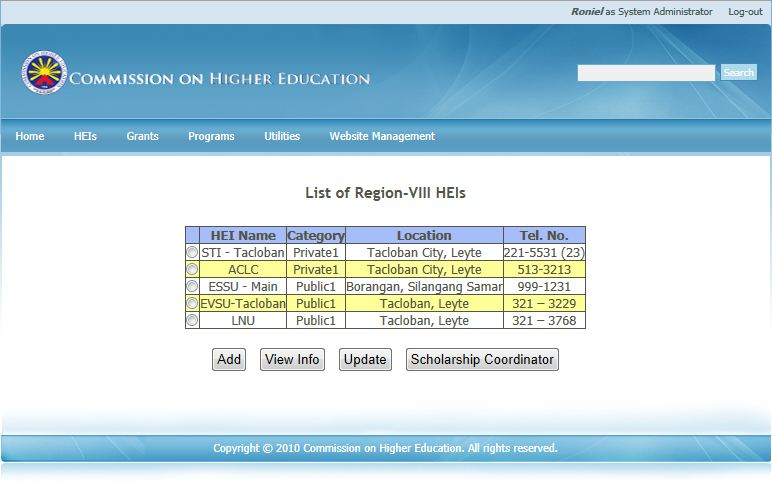 Roniel as System Administrator Log-out
COMMISSION ON HIGHER EDUCATION
Search
Home HEIs Grants Programs Utilities Website Management
List of Region-VIII HEIs
HEI Name Category Location Tel. No.
STI - Tacloban Private1 Tacloban City, Leyte 221-5531 (23)
ACLC Private1 Tacloban City, Leyte 513-3213
ESSU - Main Public1 Borangan, Silangang Samar 999-1231
EVSU-Tacloban Public1 Tacloban, Leyte 321 – 3229
LNU Public1 Tacloban, Leyte 321 – 3768
Add View Info Update Scholarship Coordinator
Copyright © 2010 Commission on Higher Education. All rights reserved.